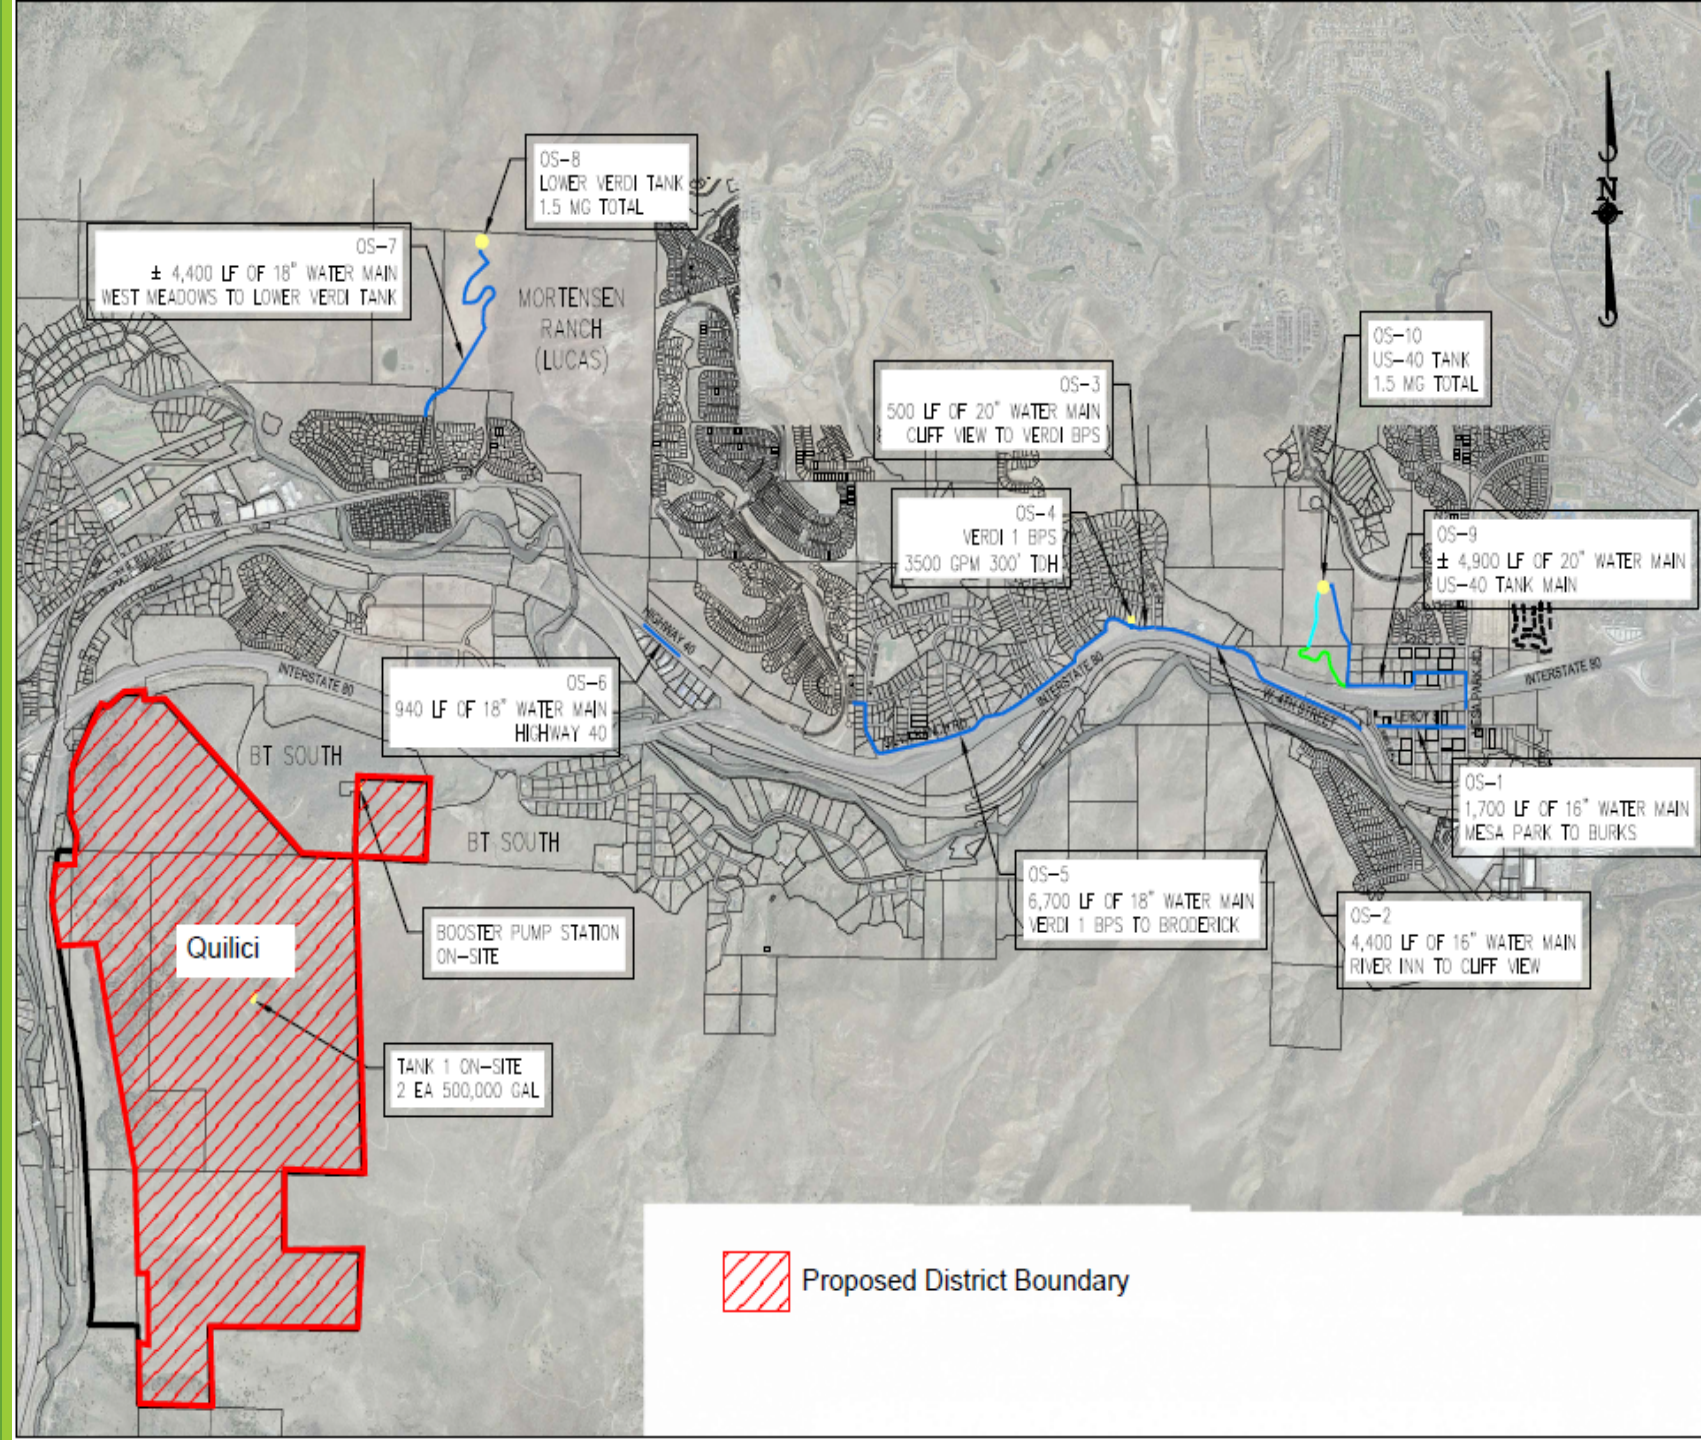 OS-8
LOWER VERDI TANK
1.5 MG TOTAL
OS-7
± 4,400 LF OF 18" WATER MAIN
WEST MEADOWS TO LOWER VERDI TANK
MORTENSEN
RANCH
(LUCAS)
N
OS-10
US-40 TANK
1.5 MG TOTAL
OS-3
500 LF OF 20" WATER MAIN
CLIFF VIEW TO VERDI BPS
OS-4
VERDI 1 BPS
3500 GPM 300' TDH
OS-9
± 4,900 LF OF 20" WATER MAIN
US-40 TANK MAIN
HIGHWAY 40
INTERSTATE 80
INTERSTATE 80
INTERSTATE 80
W. 4TH STREET
MESA PARK RD.
LEROY
OS-6
940 LF OF 18" WATER MAIN
HIGHWAY 40
BT SOUTH
BT SOUTH
OS-1
1,700 LF OF 16" WATER MAIN
MESA PARK TO BURKS
OS-5
6,700 LF OF 18" WATER MAIN
VERDI 1 BPS TO BRODERICK
OS-2
4,400 LF OF 16" WATER MAIN
RIVER INN TO CLIFF VIEW
BOOSTER PUMP STATION
ON-SITE
Quilici
TANK 1 ON-SITE
2 EA 500,000 GAL
Proposed District Boundary